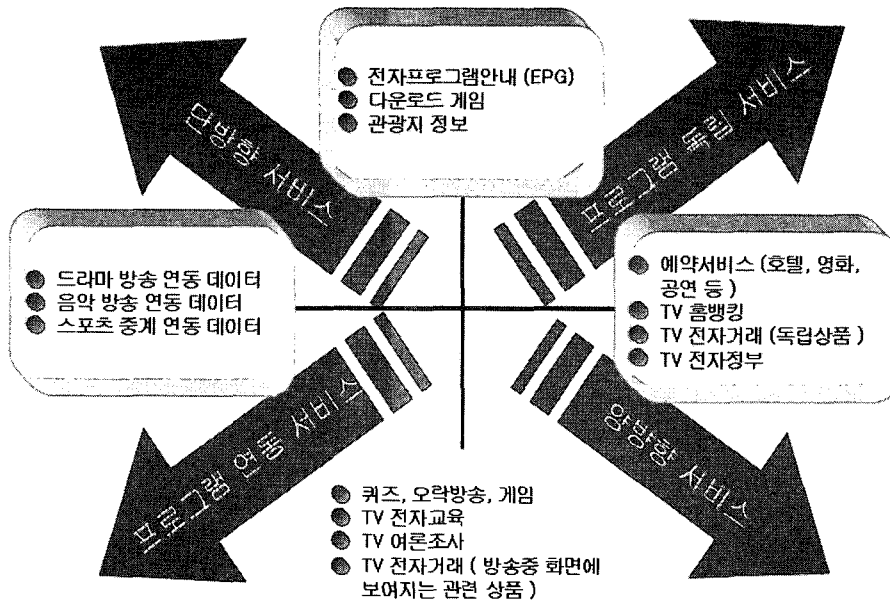 전자프로그램안내 (EPG)
다운로드 게임
관광지 정보
단방향 서비스
프로그램 독립 서비스
드라마 방송 연동 데이터
음악 방송 연동 데이터
스포츠 중계 연동 데이터
예약서비스 (호텔, 영화,
공연 등 )
TV 홈뱅킹
TV 전자거래 (독립상품 )
TV 전자정부
프로그램 연동 서비스
양방향 서비스
퀴즈, 오락방송, 게임
TV 전자교육
TV 여론조사
TV 전자거래 ( 방송중 화면에
보여지는 관련 상품 )